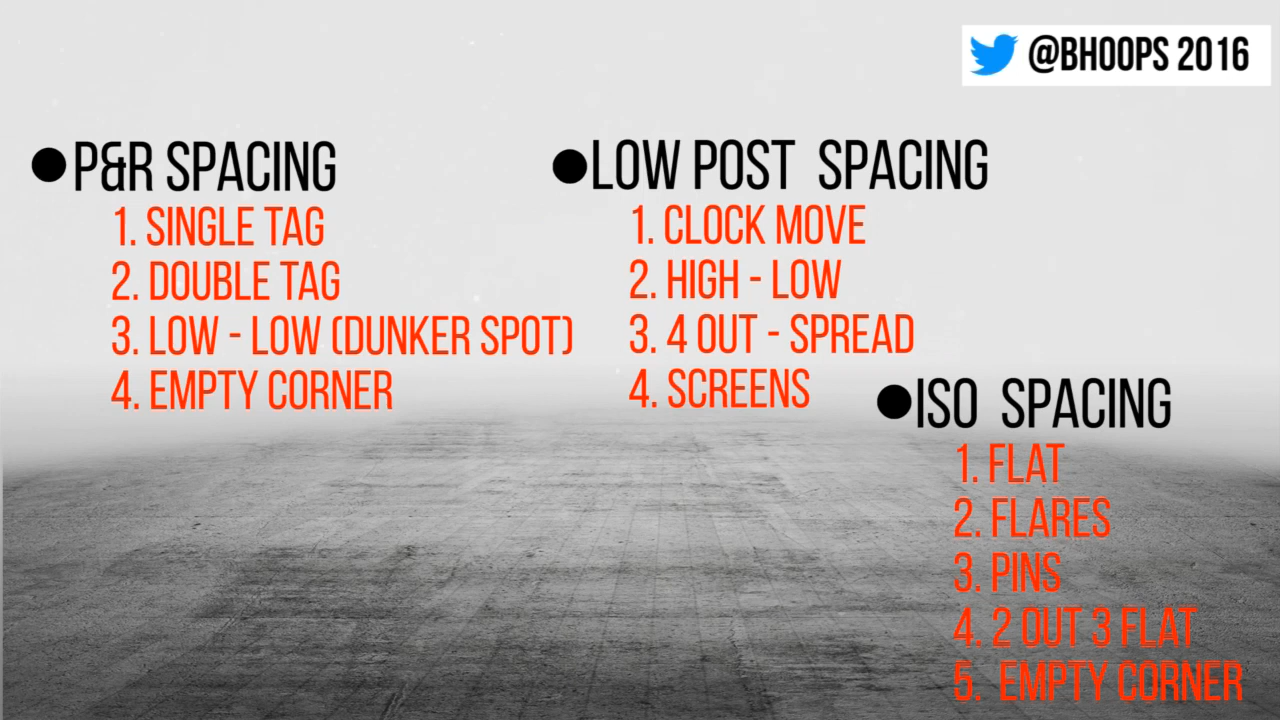 @BHOOPS 2016
P&R SPACING
1. SINGLE TAG
2. DOUBLE TAG
3. LOW - LOW (DUNKER SPOT)
4. EMPTY CORNER
LOW POST SPACING
1. CLOCK MOVE
2. HIGH - LOW
3. 4 OUT - SPREAD
4. SCREENS
ISO SPACING
1. FLAT
2. FLARES
3. PINS
4. 2 OUT 3 FLAT
5. EMPTY CORNER